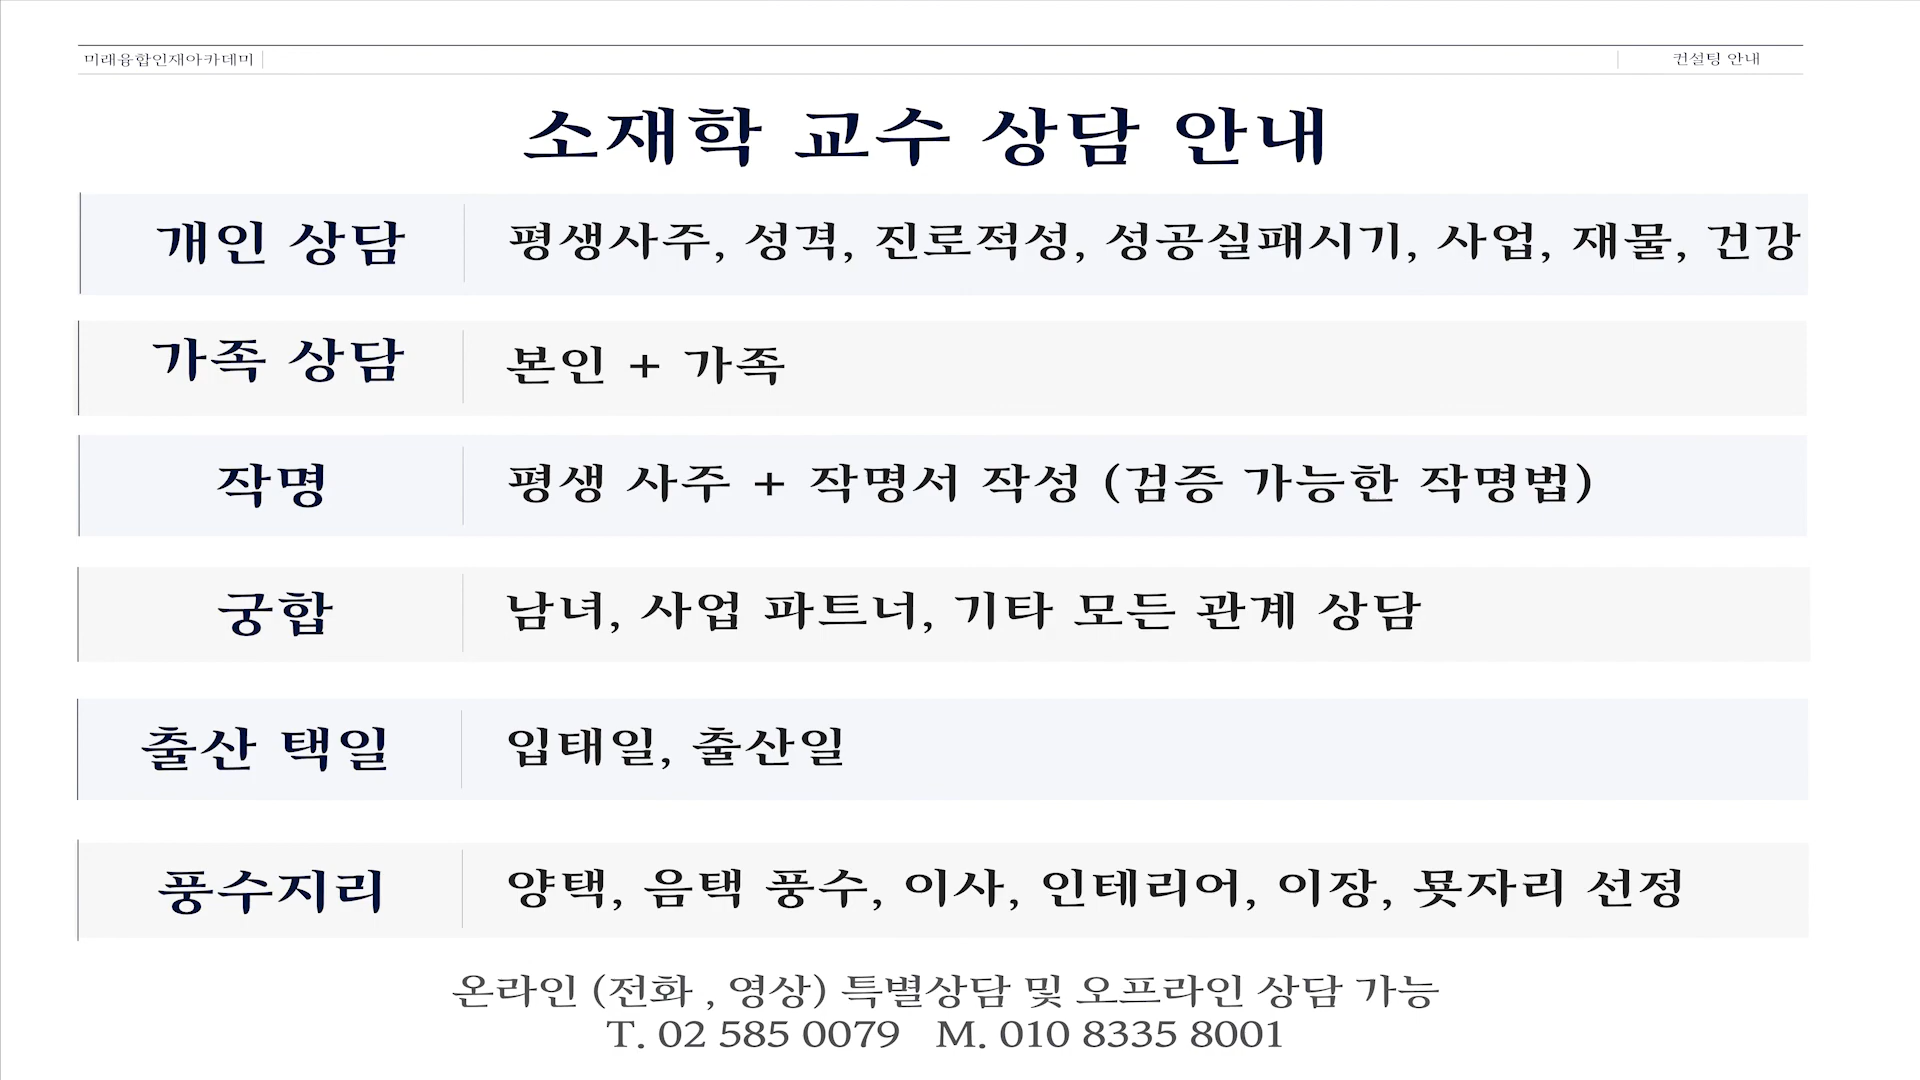 미래융합인재아카데미
컨설팅 안내
소재학 교수 상담 안내
개인 상담
평생사주, 성격, 진로적성, 성공실패시기, 사업, 재물, 건강
가족 상담
본인 + 가족
작명
평생 사주 + 작명서 작성 (검증 가능한 작명법)
궁합
남녀, 사업 파트너, 기타 모든 관계 상담
출산 택일
입태일, 출산일
풍수지리
양택, 음택 풍수, 이사, 인테리어, 이장, 묫자리 선정
온라인 (전화 , 영상) 특별상담 및 오프라인 상담 가능
T. 02 585 0079 M. 010 8335 8001